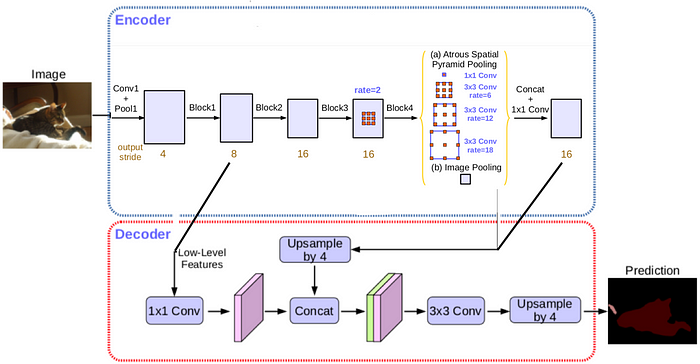 Encoder
Image
Conv1
+
Pool1
Block1
Block2
Block3
rate=2
Block4
(a) Atrous Spatial
Pyramid Pooling
1x1 Conv
3x3 Conv
rate=6
3x3 Conv
rate=12
3x3 Conv
rate=18
(b) Image Pooling
Concat
+
1x1 Conv
output
stride
4
8
16
16
16
Decoder
Low-Level
Features
Upsample
by 4
1x1 Conv
Concat
3x3 Conv
Upsample
by 4
Prediction